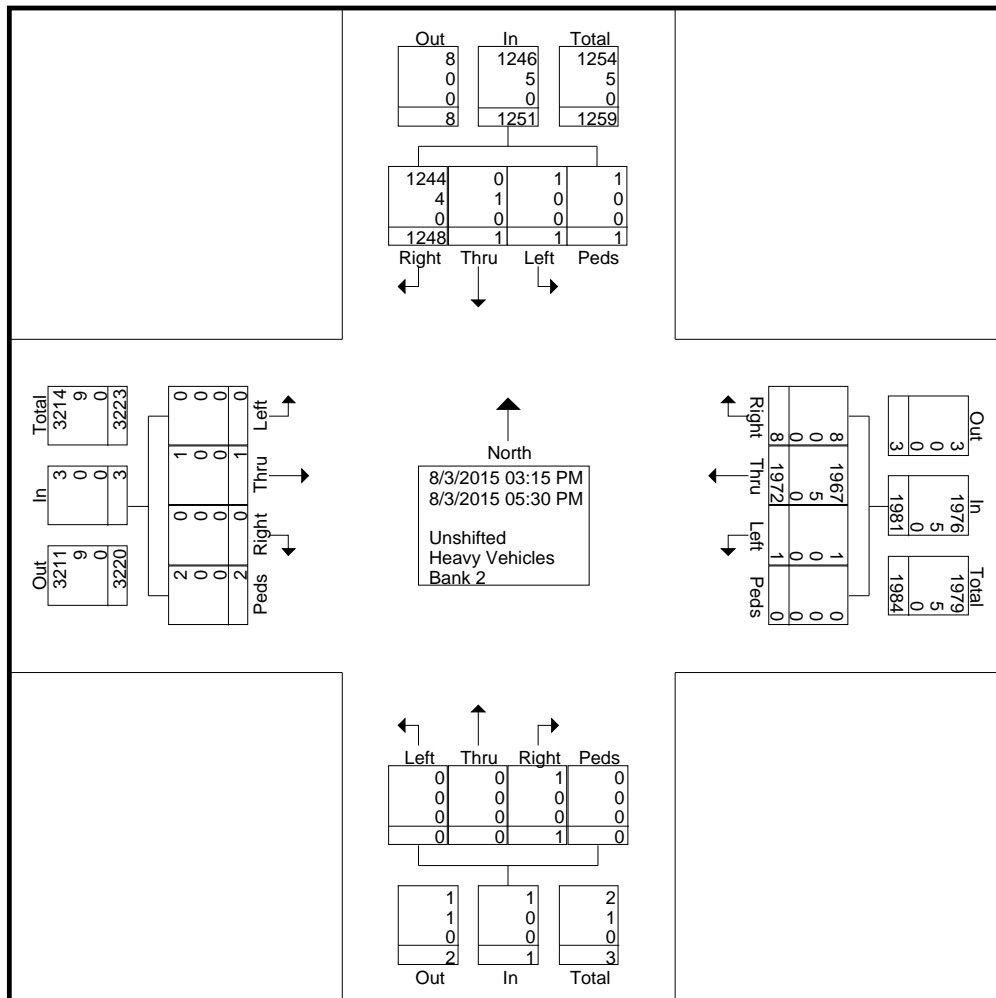 Out In Total
8 1246 1254
0 5 5
0 0 0
8 1251 1259
1244 0 1 1
4 1 0 0
0 0 0 0
1248 1 1 1
Right Thru Left Peds
Total
3214
9
0
3223
In
3
0
0
3
Out
3211
9
0
3220
0
0
0
0
Left
1
0
0
1
Thru
0
0
0
0
Right
2
0
0
2
Peds
North
8/3/2015 03:15 PM
8/3/2015 05:30 PM
Unshifted
Heavy Vehicles
Bank 2
Right
8
0
0
8
Thru
1967
5
0
1972
Left
1
0
0
1
Peds
0
0
0
0
Out
3
0
0
3
In
1976
5
0
1981
Total
1979
5
0
1984
Left Thru Right Peds
0 0 1 0
0 0 0 0
0 0 0 0
0 0 1 0
1 1 2
1 0 1
0 0 0
2 1 3
Out In Total